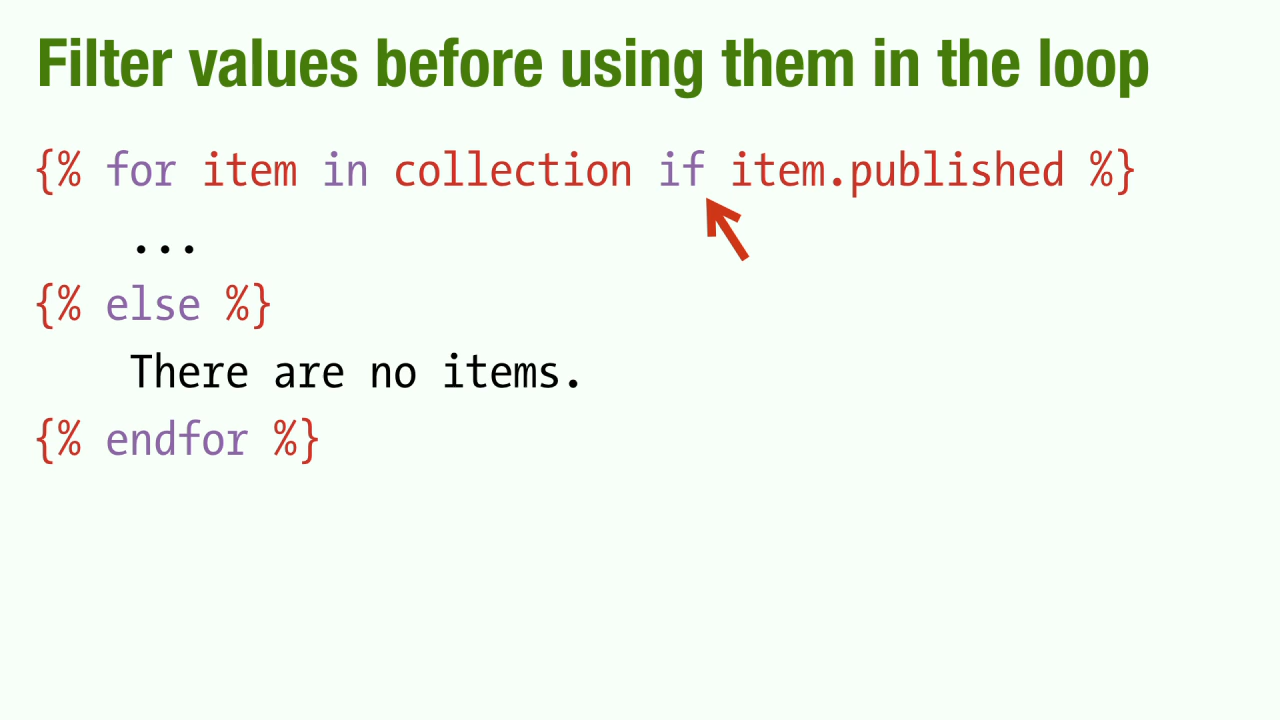 Filter values before using them in the loop
{% for item in collection if item.published %}
...
{% else %}
There are no items.
{% endfor %}